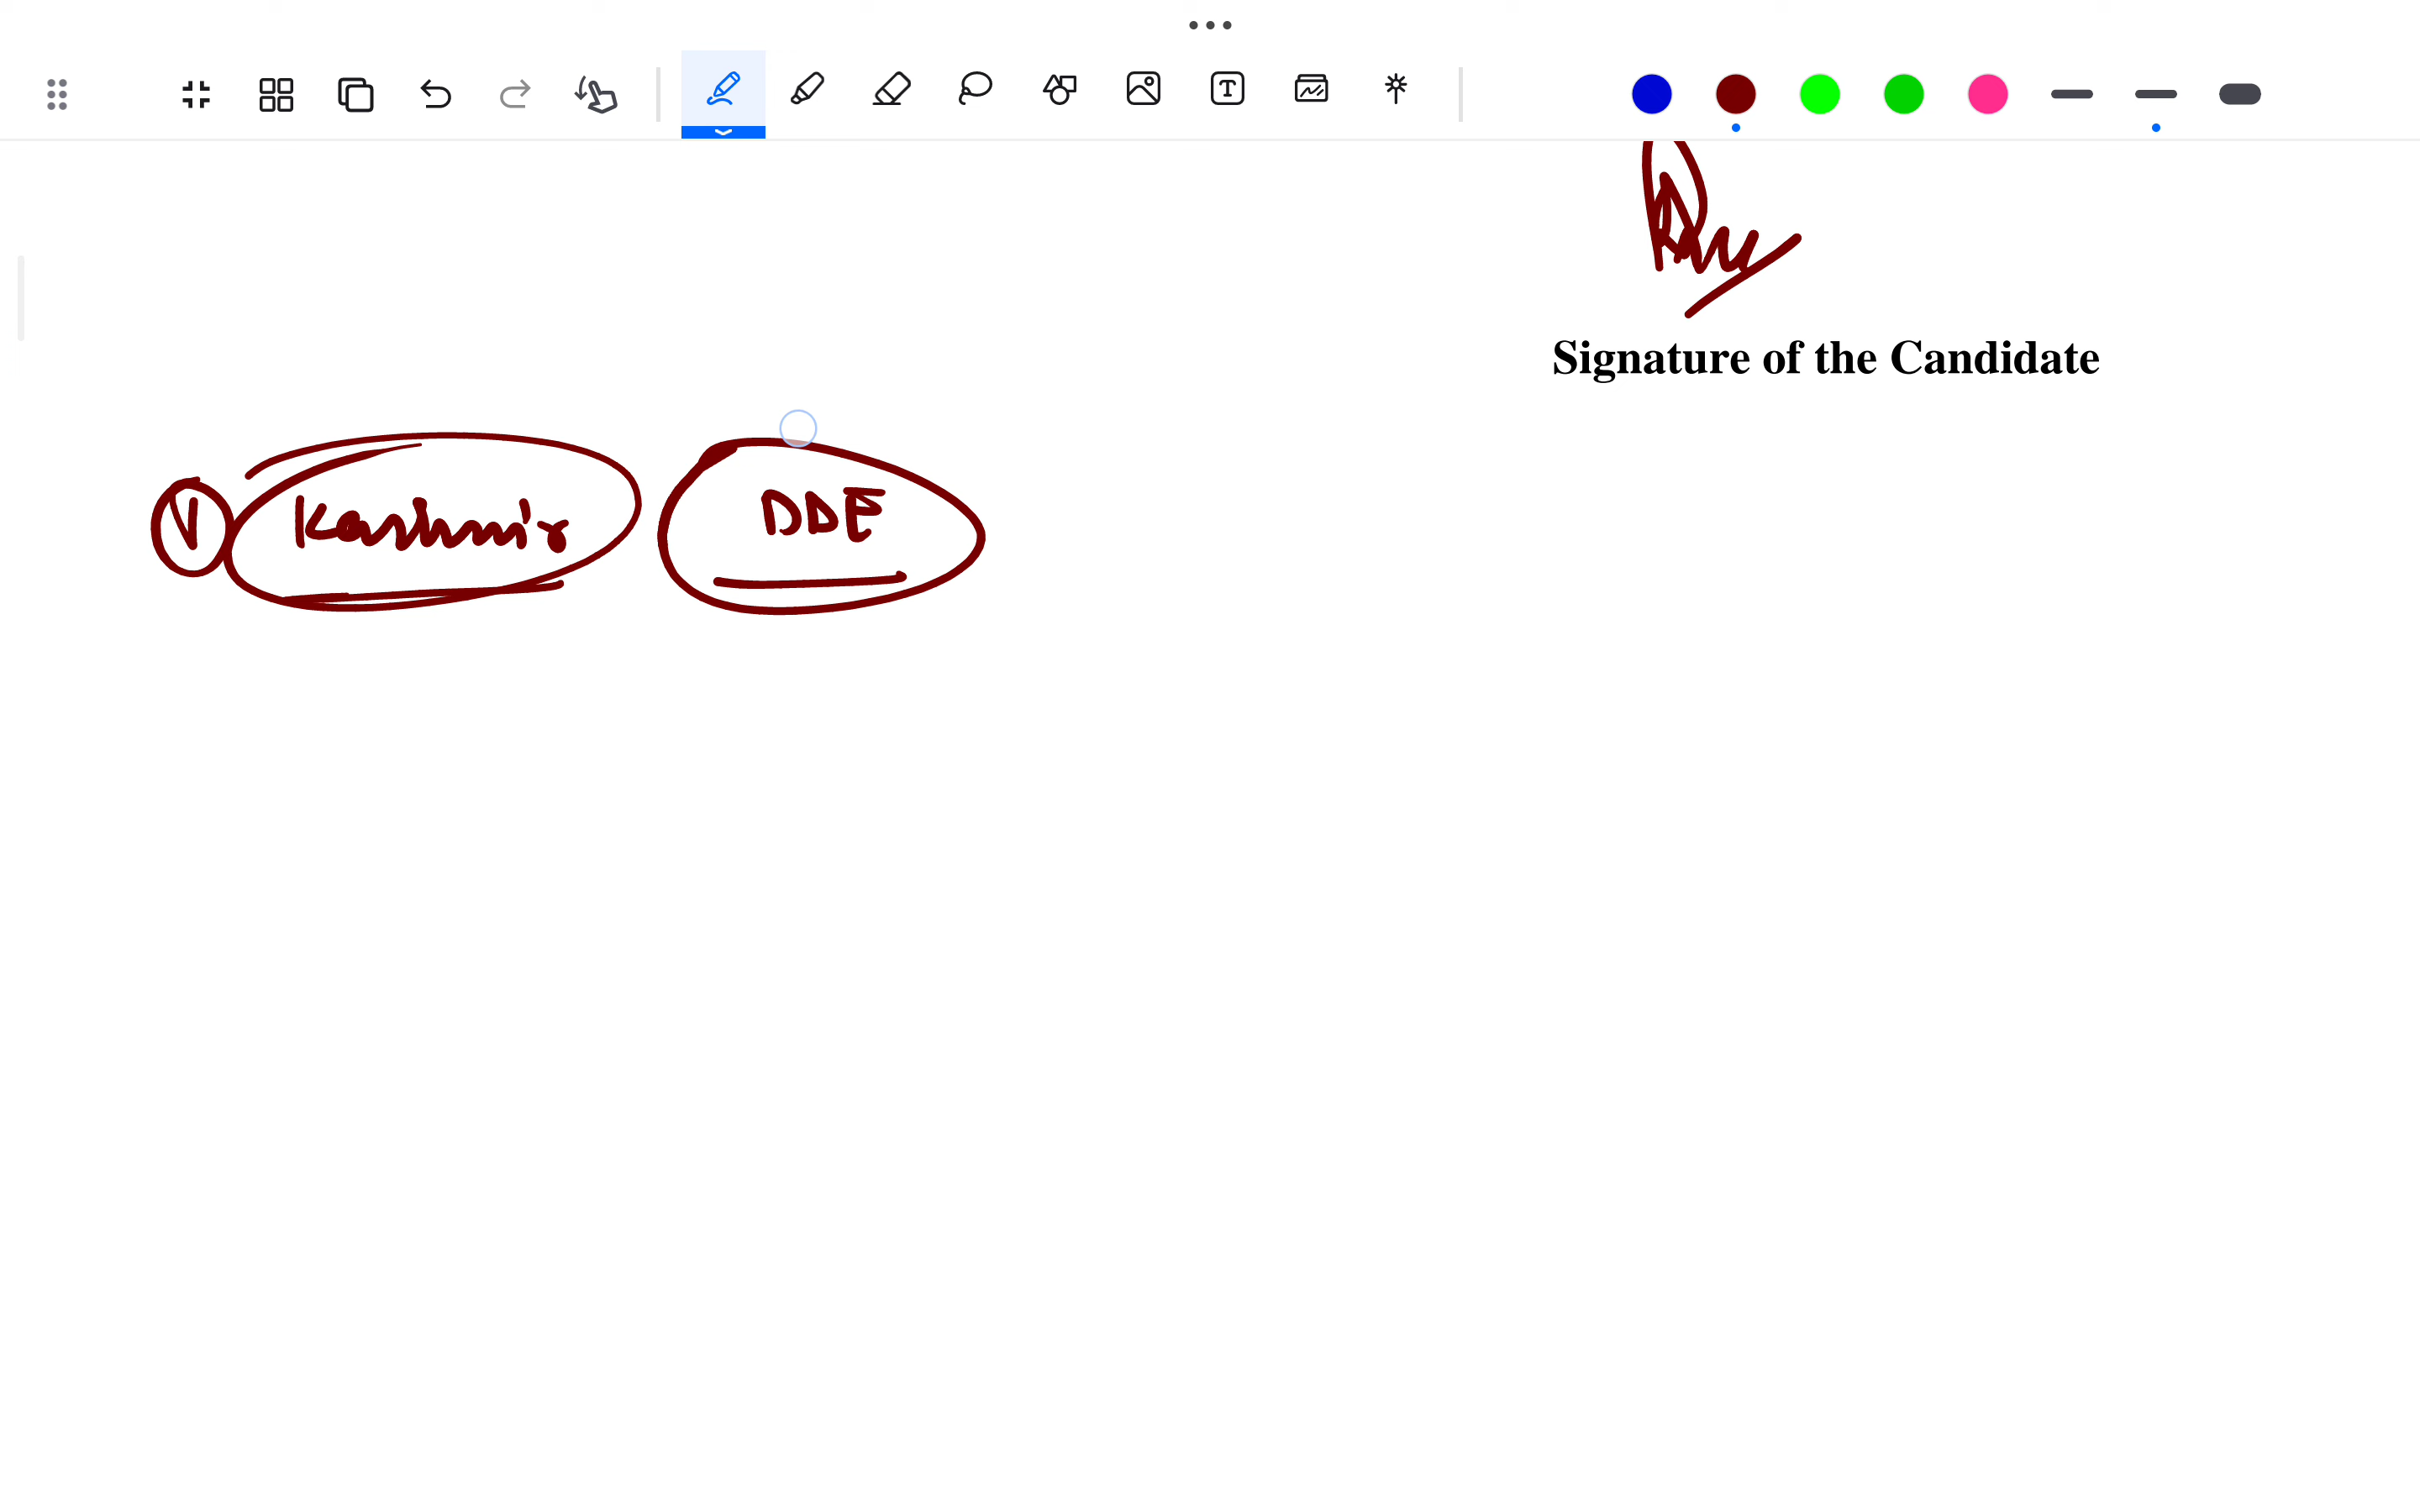 Signature of the Candidate
① Kashmir DDE